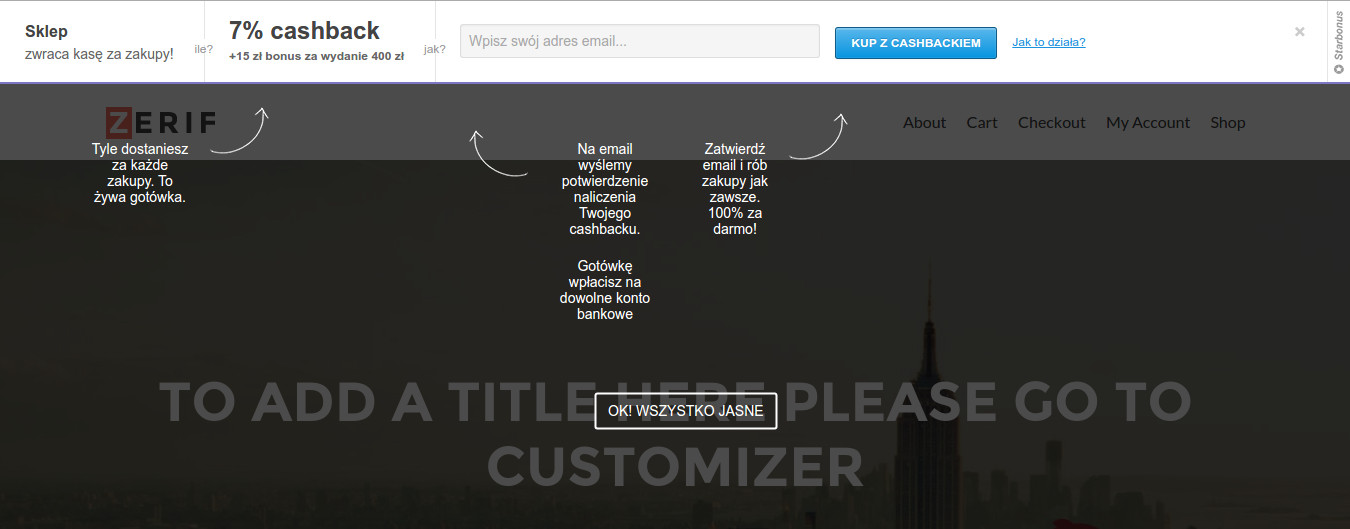 Sklep
zwraca kasę za zakupy!
ile?
7% cashback
+15 zł bonus za wydanie 400 zł
jak?
Wpisz swój adres email...
KUP Z CASHBACKIEM
Jak to działa?
×
Starbonus
ZERIF
About Cart Checkout My Account Shop
Tyle dostaniesz
za każde
zakupy. To
żywa gotówka.
Na email
wyślemy
potwierdzenie
naliczenia
Twojego
cashbacku.
Gotówkę
wpłacisz na
dowolne konto
bankowe
Zatwierdź
email i rób
zakupy jak
zawsze.
100% za
darmo!
TO ADD A TITLE HERE PLEASE GO TO
CUSTOMIZER
OK! WSZYSTKO JASNE